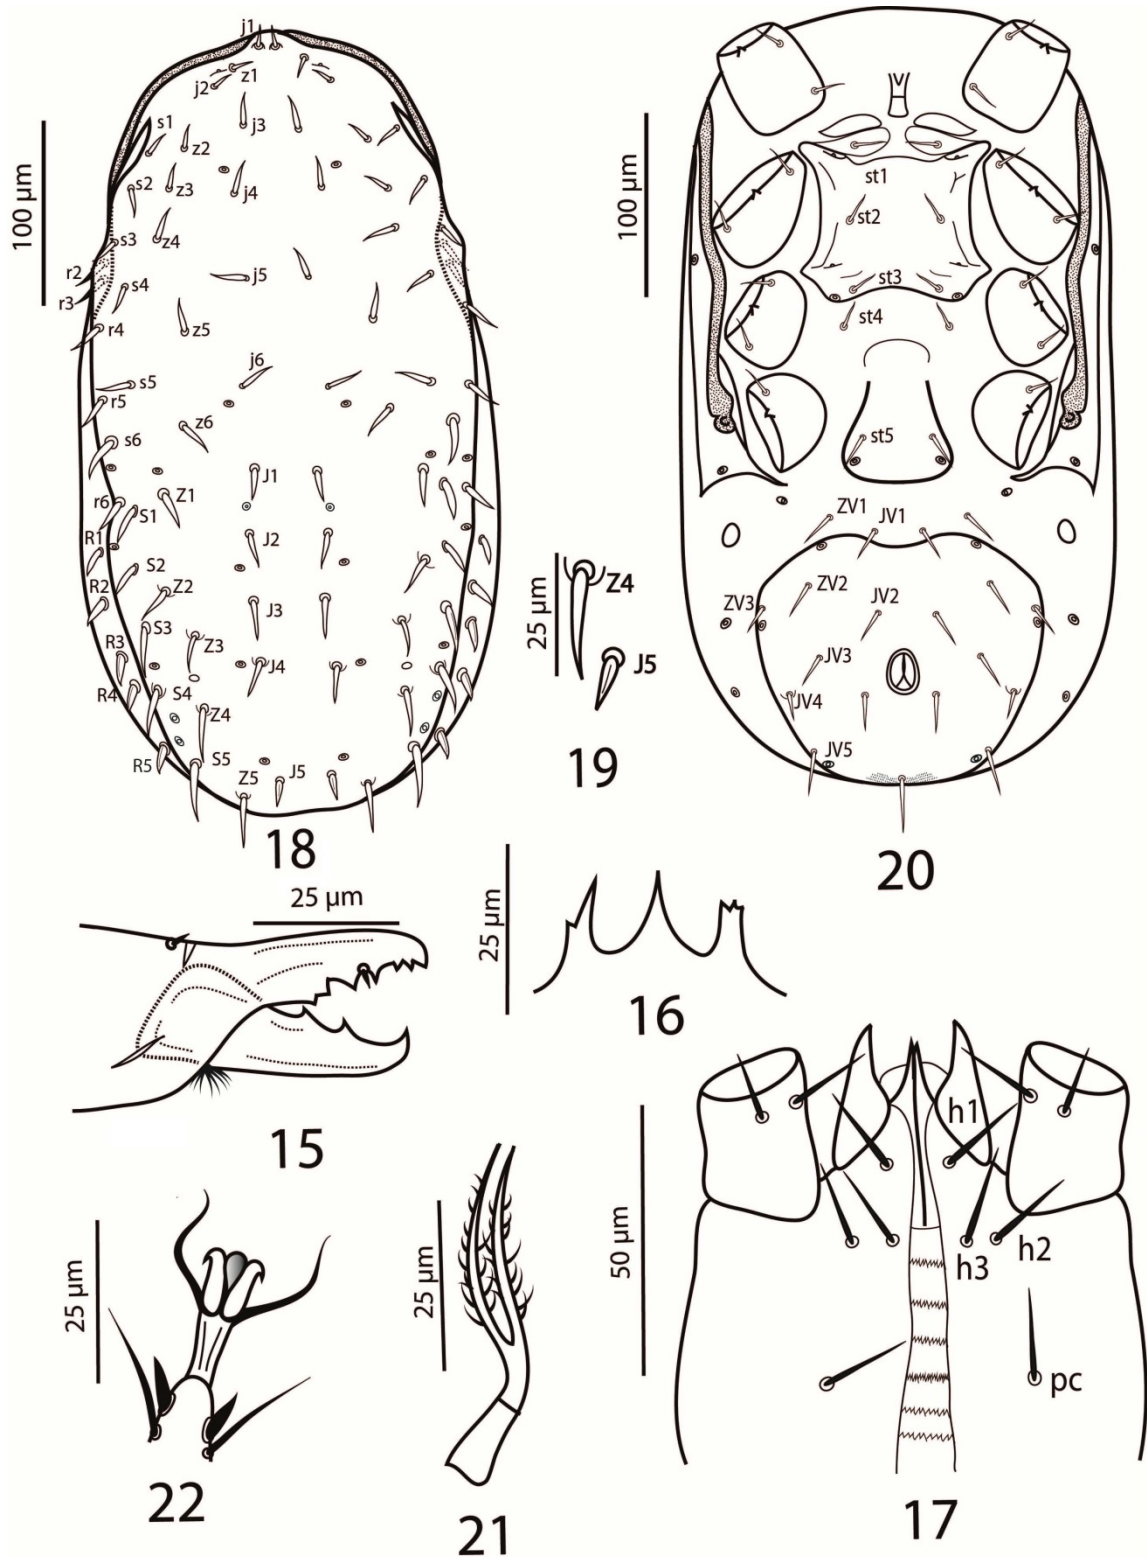 j1
z1
j2
j3
s1
z2
s2
z3
j4
s3
z4
r2
j5
r3
s4
r4
z5
j6
s5
r5
z6
s6
J1
Z1
r6
S1
R1
J2
S2
R2
Z2
J3
S3
R3
Z3
J4
R4
S4
Z4
R5
S5
Z5
J5
100 µm
18
25 µm
Z4
J5
19
100 µm
st1
st2
st3
st4
st5
ZV1
JV1
ZV2
ZV3
JV2
JV3
JV4
JV5
20
25 µm
15
25 µm
16
50 µm
h1
h3
h2
pc
17
25 µm
22
25 µm
21